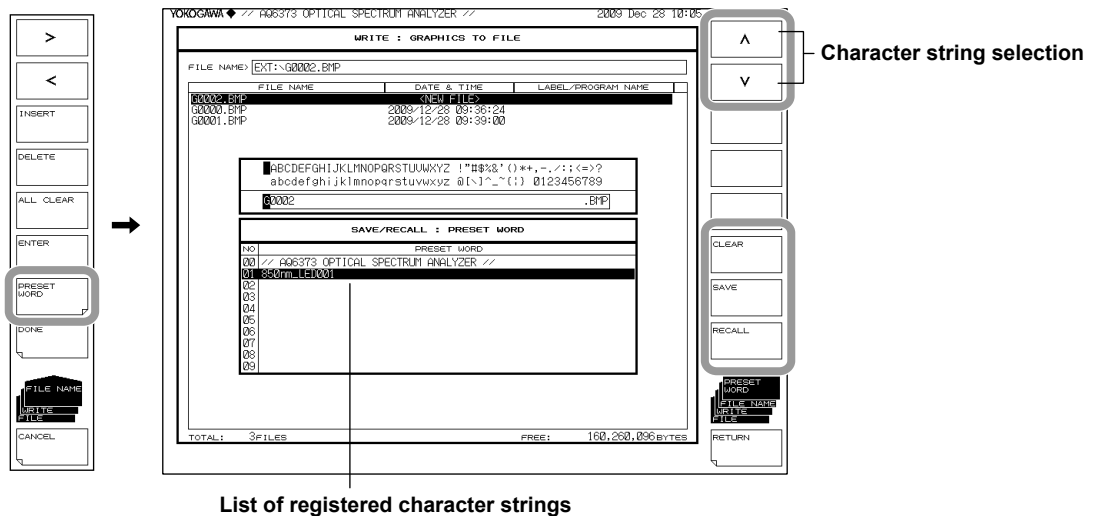 >
<
INSERT
DELETE
ALL CLEAR
ENTER
PRESET
WORD
DONE
FILE NAME
WRITE
FILE
CANCEL
YOKOGAWA ◆ // AQ6373 OPTICAL SPECTRUM ANALYZER // 2009 Dec 28 10:05
WRITE : GRAPHICS TO FILE
FILE NAME> EXT:\G0002.BMP
FILE NAME DATE & TIME LABEL/PROGRAM NAME
G0002.BMP <NEW FILE>
G0000.BMP 2009/12/28 09:36:24
G0001.BMP 2009/12/28 09:39:00
ABCDEFGHIJKLMNOPQRSTUVWXYZ !"#$%&'()*+,-./:;<=>?
abcdefghijklmnopqrstuvwxyz @[\]^_~{¦} 0123456789
G0002 .BMP
SAVE/RECALL : PRESET WORD
NO PRESET WORD
00 // AQ6373 OPTICAL SPECTRUM ANALYZER //
01 850nm_LED001
02
03
04
05
06
07
08
09
TOTAL: 3FILES FREE: 160,260,096 BYTES
∧
∨
CLEAR
SAVE
RECALL
PRESET
WORD
FILE NAME
WRITE
FILE
RETURN
Character string selection
List of registered character strings